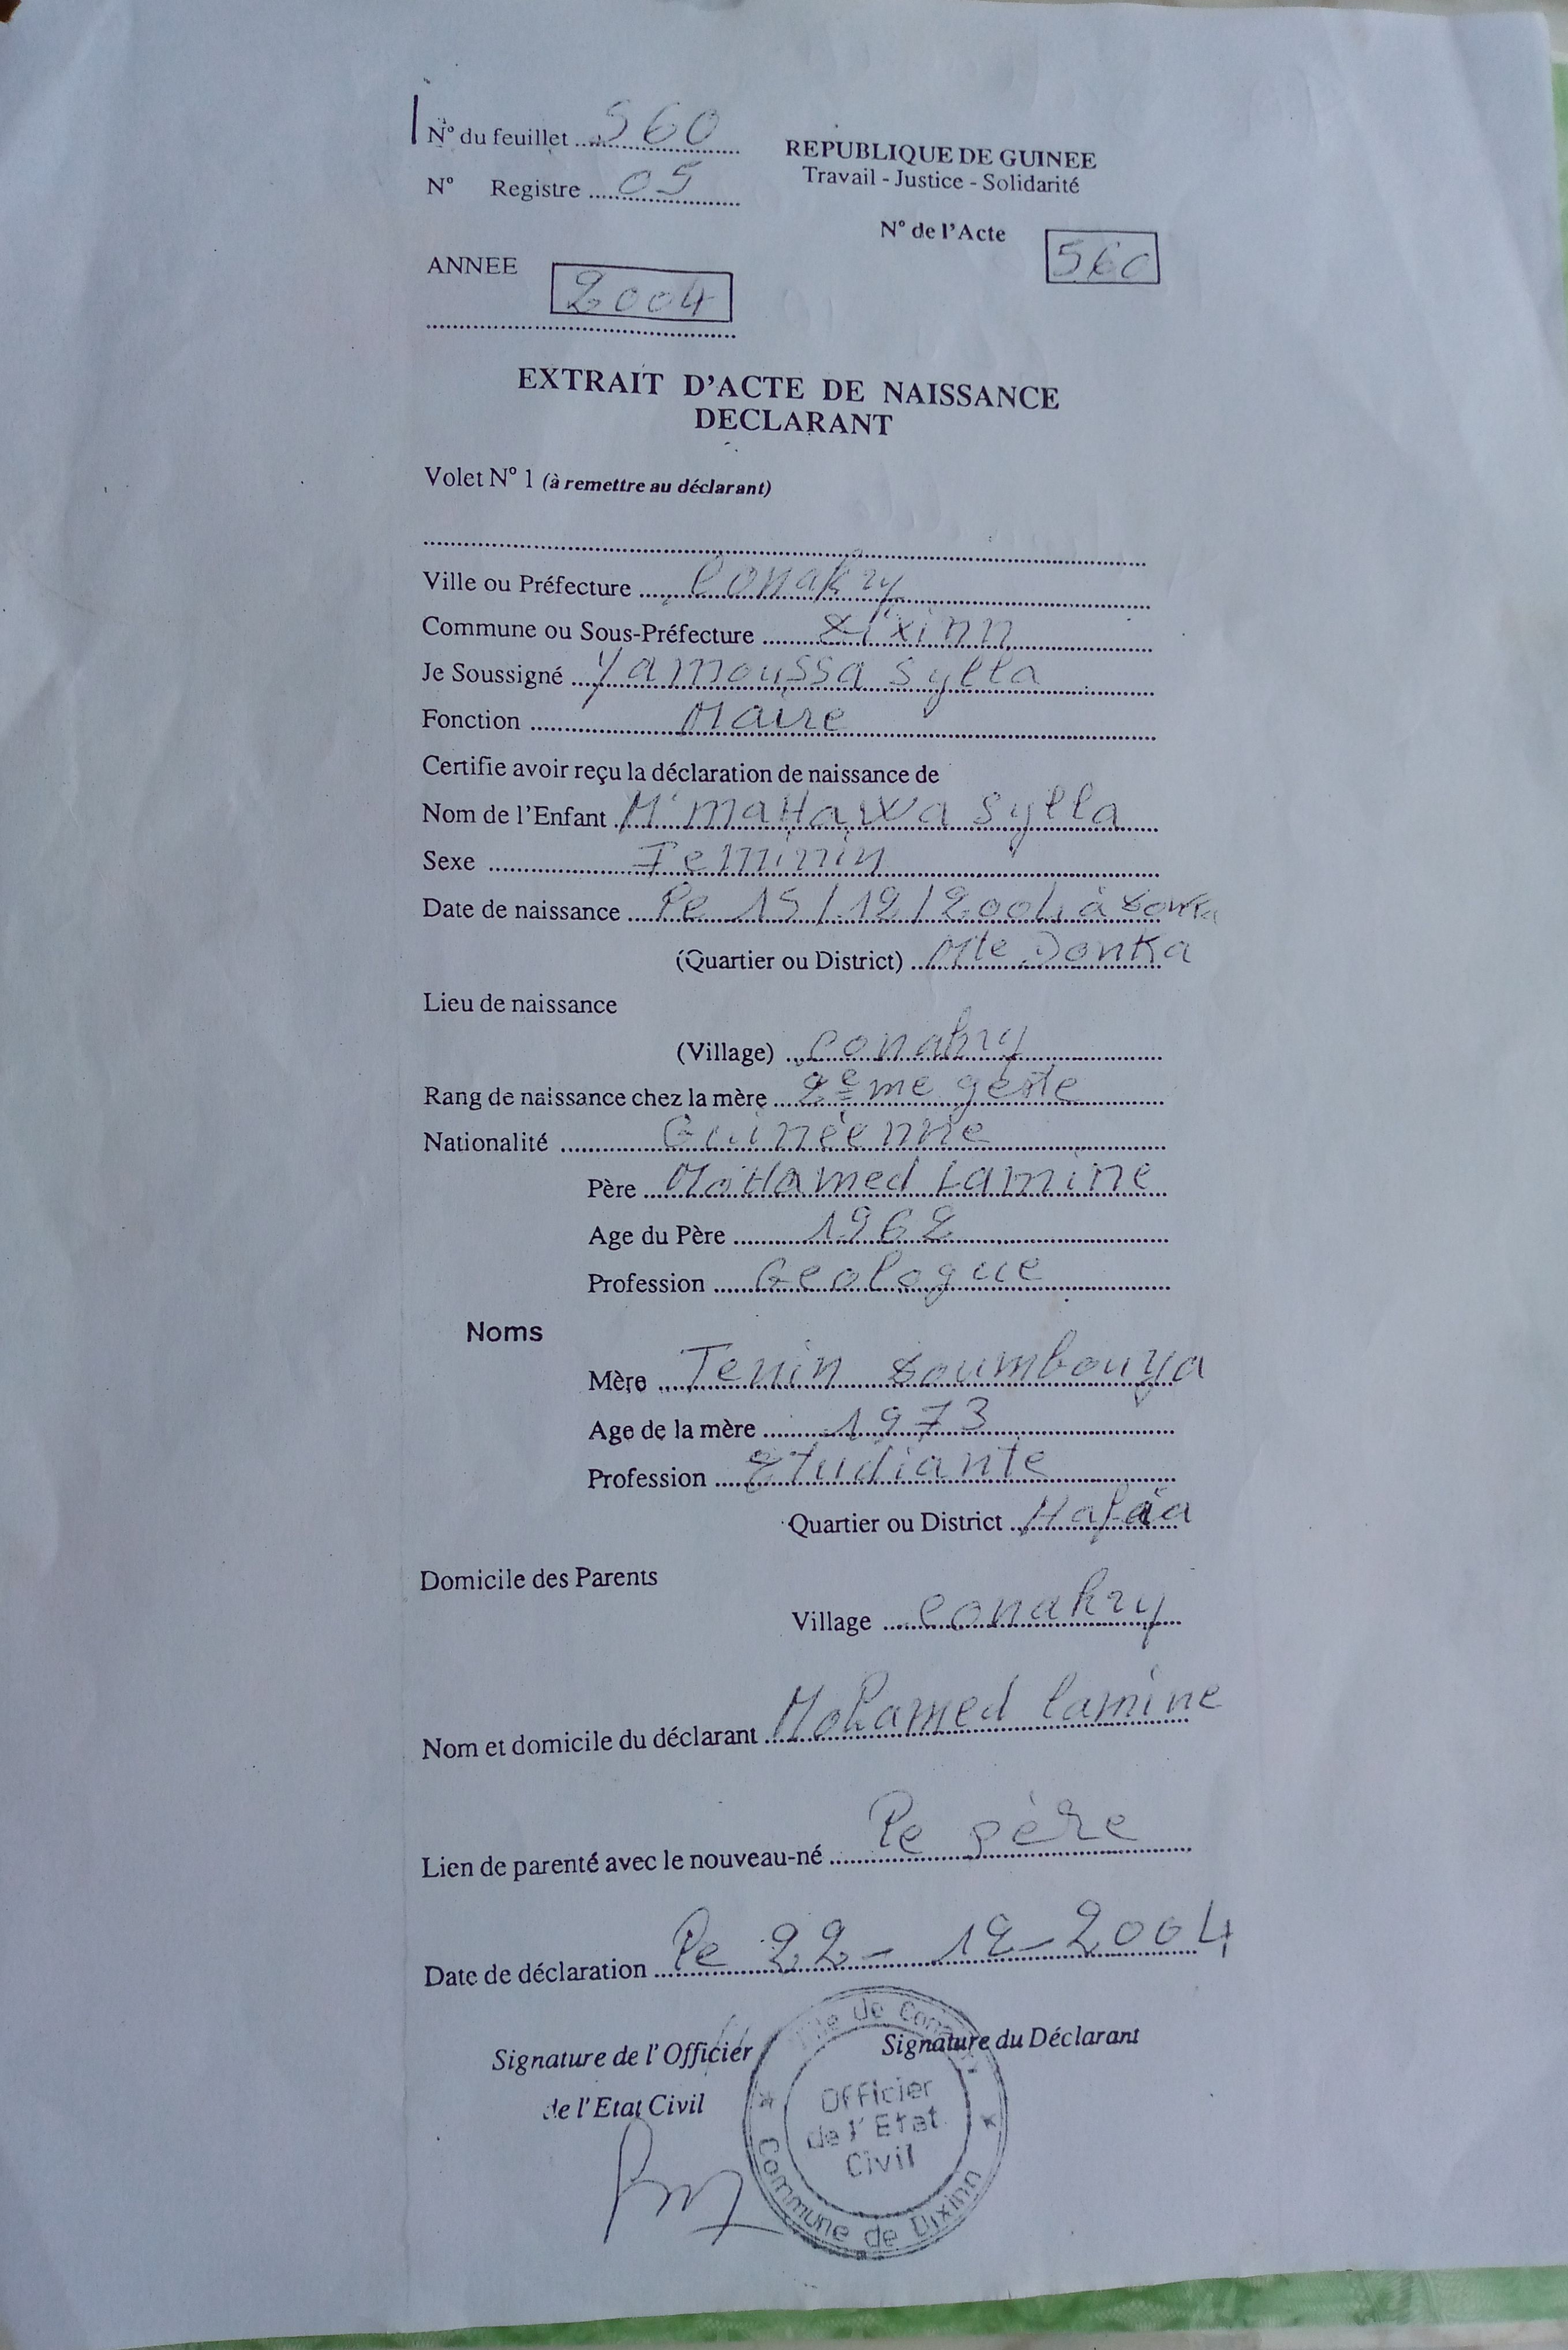 N° du feuillet 560
REPUBLIQUE DE GUINEE
Travail - Justice - Solidarité
N° Registre 05
N° de l'Acte 560
ANNEE 2004
EXTRAIT D'ACTE DE NAISSANCE
DECLARANT
Volet N° 1 (à remettre au déclarant)
Ville ou Préfecture Conakry
Commune ou Sous-Préfecture Dixinn
Je Soussigné Yamoussa Sylla
Fonction Maire
Certifie avoir reçu la déclaration de naissance de
Nom de l'Enfant M'maHawa Sylla
Sexe Feminin
Date de naissance le 15/12/2004 à
(Quartier ou District) Mte Donka
Lieu de naissance
(Village) Conakry
Rang de naissance chez la mère 2ème geste
Nationalité Guinéenne
Père MoHamed Lamine
Age du Père 1962
Profession Geologue
Noms
Mère Tenin Doumbouya
Age de la mère 1973
Profession Etudiante
Quartier ou District
Domicile des Parents
Village Conakry
Nom et domicile du déclarant Mohamed lamine
Lien de parenté avec le nouveau-né le père
Date de déclaration le 22-12-2004
Signature de l'Officier
de l'Etat Civil
Signature du Déclarant
Ville de Conakry
Officier
de l'Etat
Civil
Commune de Dixinn